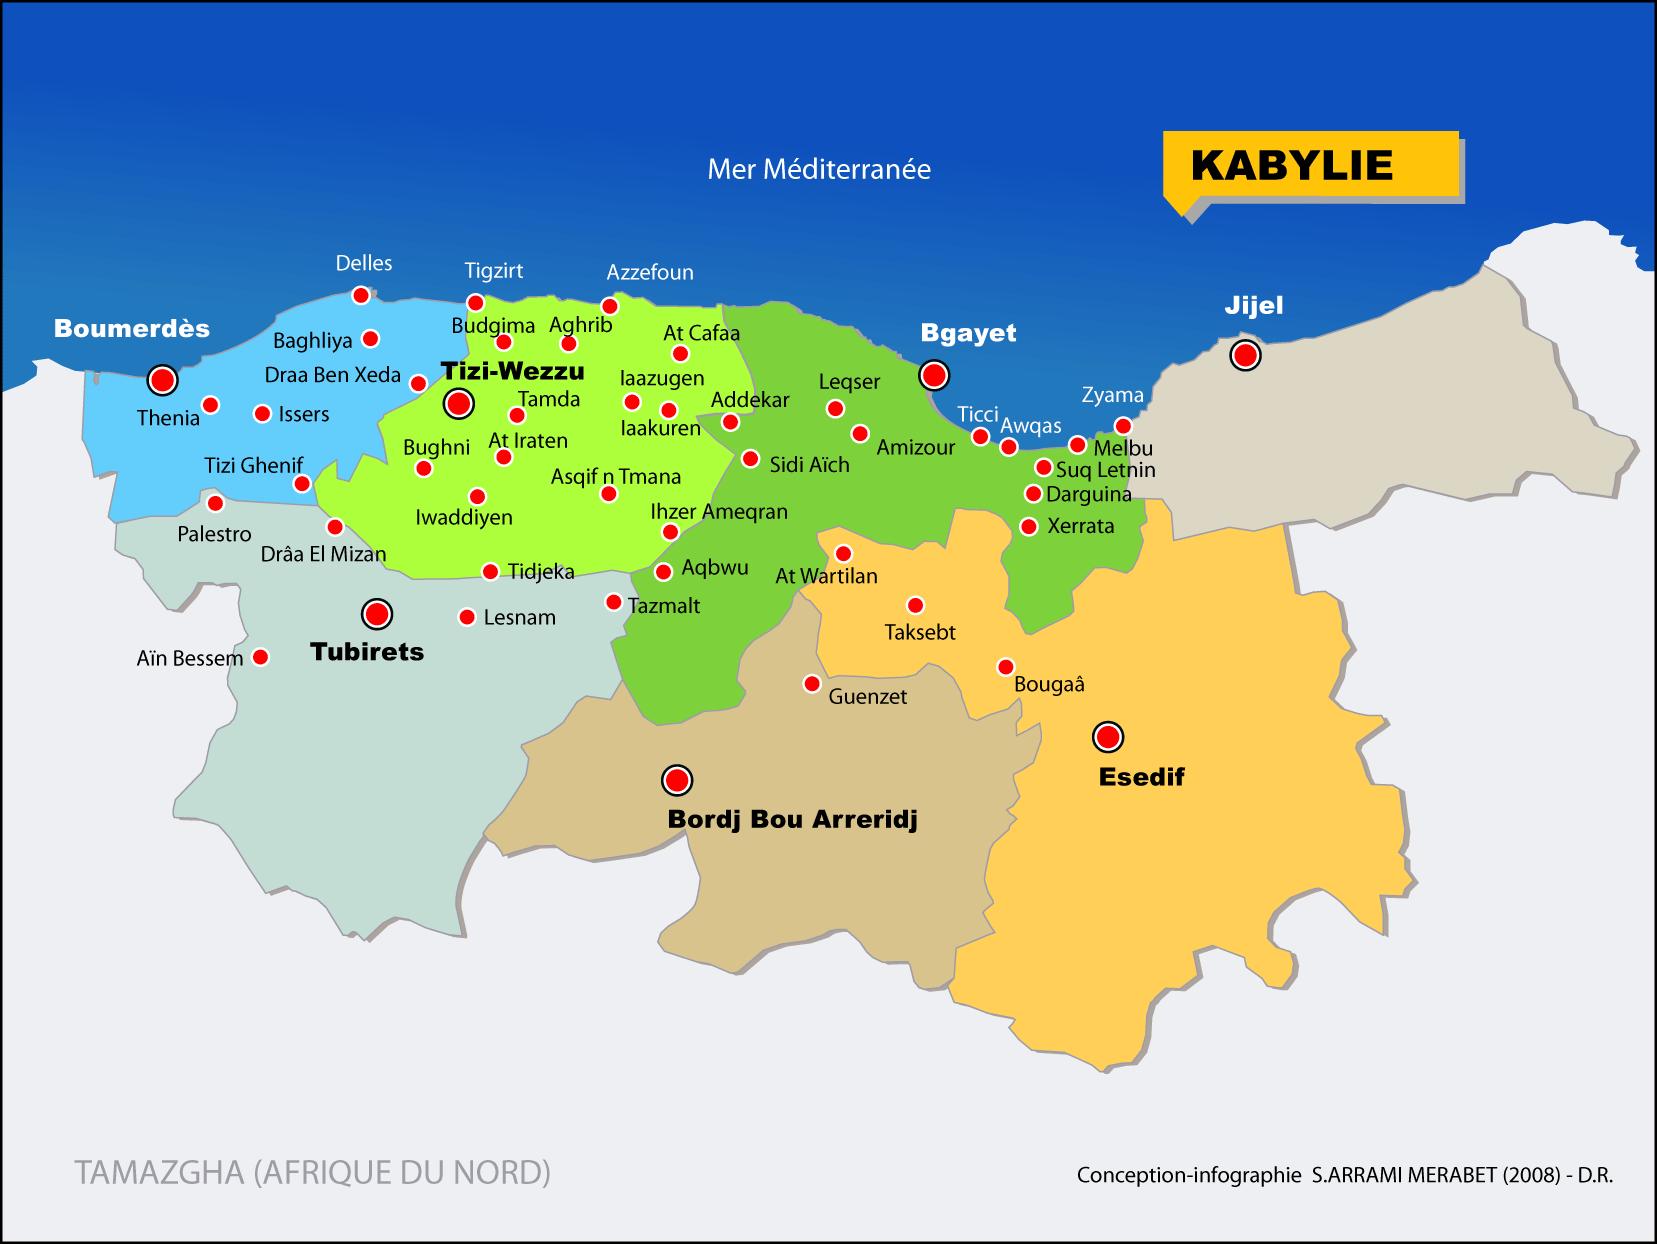 KABYLIE
Mer Méditerranée
Delles
Tigzirt
Azzefoun
Jijel
Boumerdès
Budgima
Aghrib
At Cafaa
Bgayet
Baghliya
Draa Ben Xeda
Tizi-Wezzu
Iaazugen
Leqser
Zyama
Thenia
Issers
Tamda
Addekar
Ticci
Awqas
Iaakuren
Bughni
At Iraten
Amizour
Melbu
Tizi Ghenif
Asqif n Tmana
Sidi Aïch
Suq Letnin
Darguina
Iwaddiyen
Ihzer Ameqran
Xerrata
Palestro
Drâa El Mizan
Tidjeka
Aqbwu
At Wartilan
Lesnam
Tazmalt
Taksebt
Tubirets
Aïn Bessem
Bougaâ
Guenzet
Esedif
Bordj Bou Arreridj
TAMAZGHA (AFRIQUE DU NORD)
Conception-infographie S.ARRAMI MERABET (2008) - D.R.